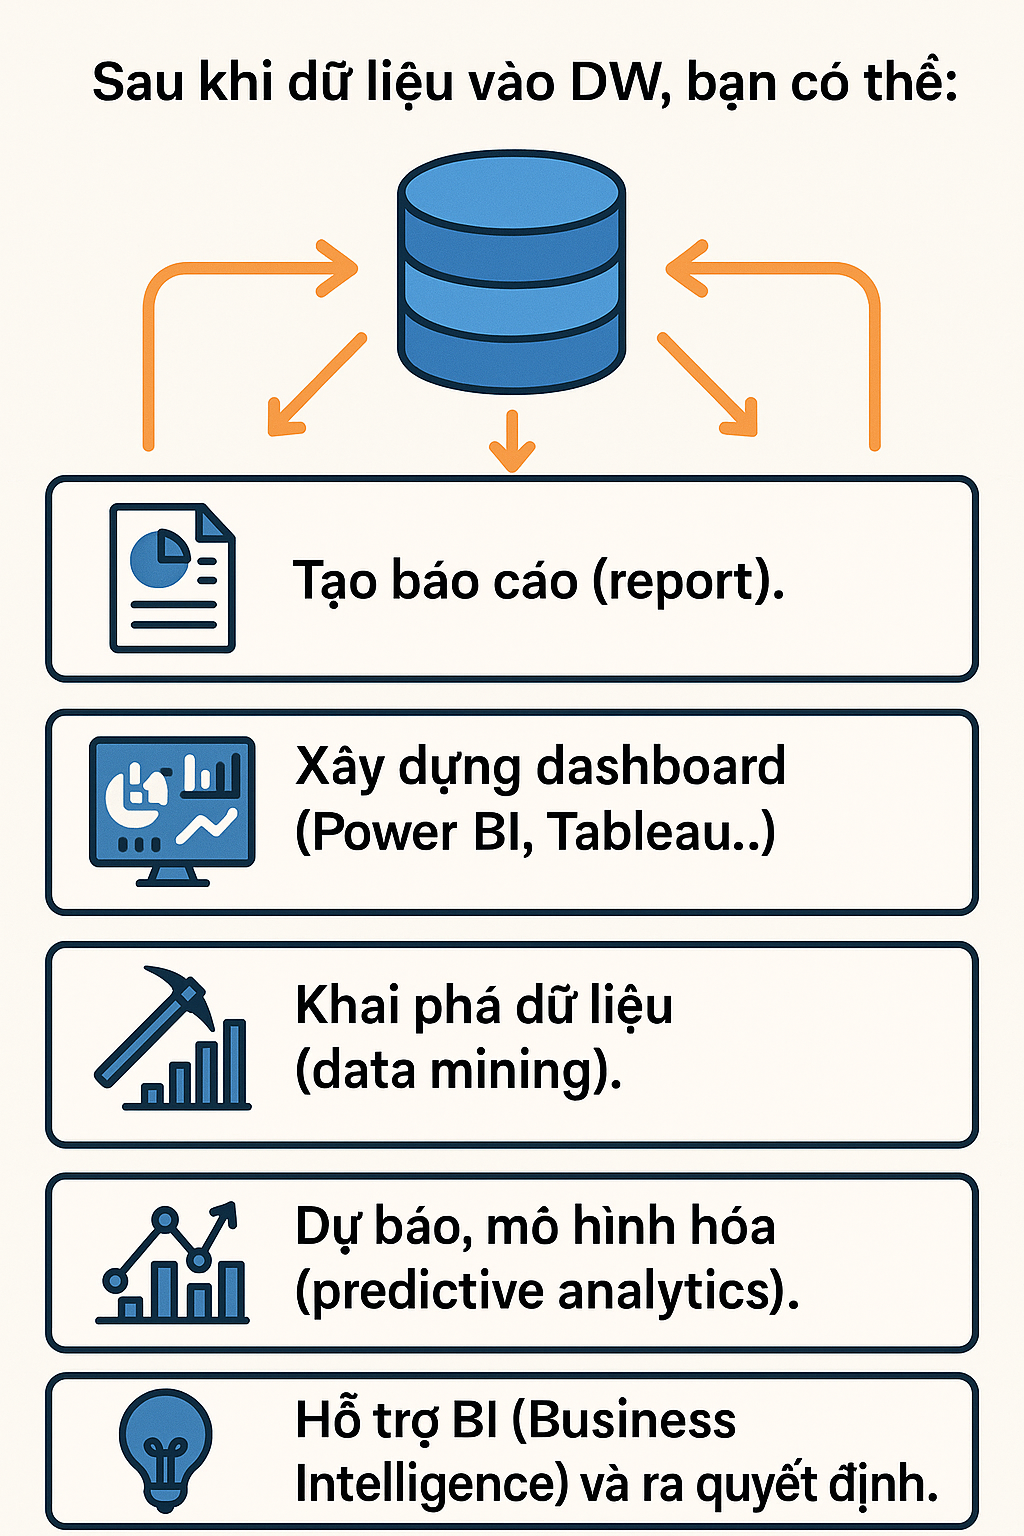 Sau khi dữ liệu vào DW, bạn có thể:
Tạo báo cáo (report).
Xây dựng dashboard
(Power BI, Tableau..)
Khai phá dữ liệu
(data mining).
Dự báo, mô hình hóa
(predictive analytics).
Hỗ trợ BI (Business
Intelligence) và ra quyết định.